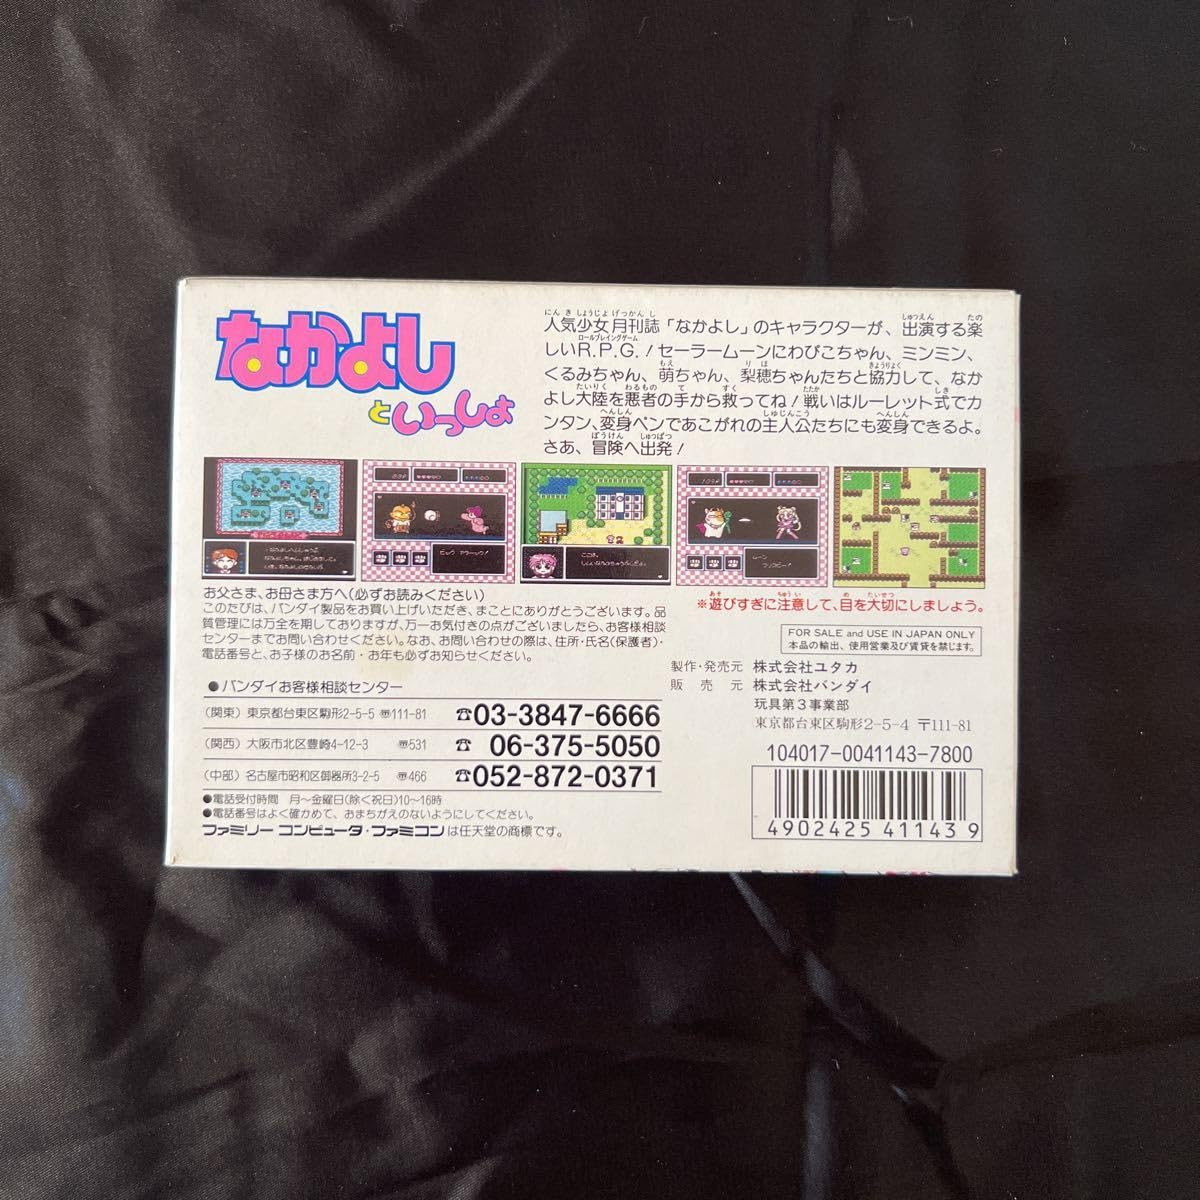 なかよし
といっしょ
人気少女月刊誌「なかよし」のキャラクターが、出演する楽
しいR.P.G.!セーラームーンにわぴこちゃん、ミンミン、
くるみちゃん、萌ちゃん、梨穂ちゃんたちと協力して、なか
よし大陸を悪者の手から救ってね!戦いはルーレット式でカ
ンタン、変身ペンであこがれの主人公たちにも変身できるよ。
さあ、冒険へ出発!
お父さま、お母さま方へ(必ずお読みください)
このたびは、バンダイ製品をお買い上げいただき、まことにありがとうございます。品
質管理には万全を期しておりますが、万一お気付きの点がございましたら、お客様相談
センターまでお問い合わせください。なお、お問い合わせの際は、住所・氏名(保護者)・
電話番号と、お子様のお名前・お年も必ずお知らせください。
●バンダイお客様相談センター
(関東) 東京都台東区駒形2-5-5 〒111-81 ☎03-3847-6666
(関西) 大阪市北区豊崎4-12-3 〒531 ☎ 06-375-5050
(中部) 名古屋市昭和区御器所3-2-5 〒466 ☎052-872-0371
●電話受付時間 月〜金曜日(除く祝日)10〜16時
●電話番号はよく確かめて、おまちがえのないようにしてください。
ファミリーコンピュータ・ファミコンは任天堂の商標です。
※遊びすぎに注意して、目を大切にしましょう。
FOR SALE and USE IN JAPAN ONLY
本品の輸出、使用営業及び賃貸を禁じます。
製作・発売元 株式会社ユタカ
販売元 株式会社バンダイ
玩具第3事業部
東京都台東区駒形2-5-4 〒111-81
104017-0041143-7800
4902425411439